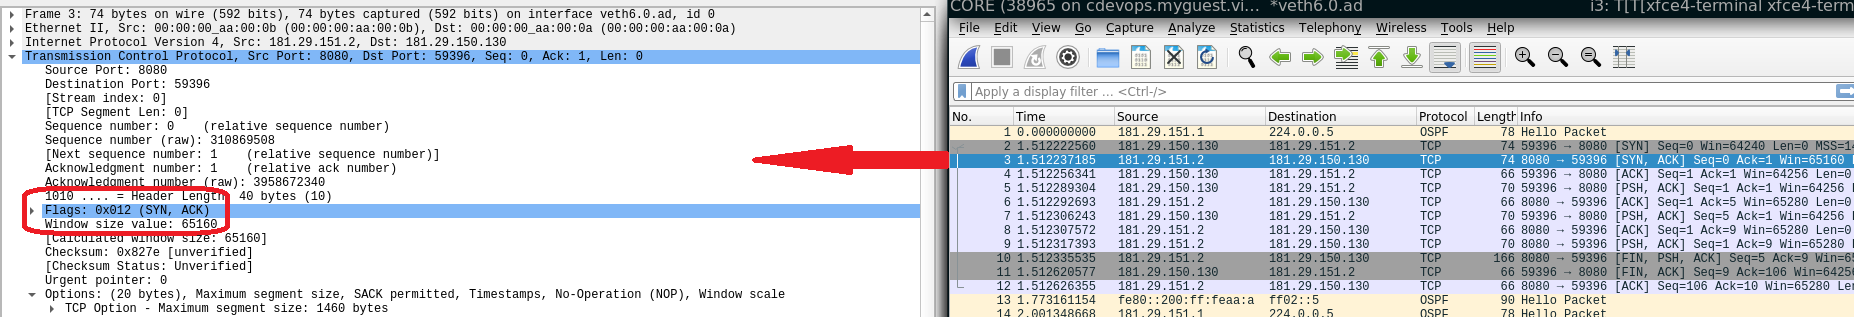 Frame 3: 74 bytes on wire (592 bits), 74 bytes captured (592 bits) on interface veth6.0.ad, id 0
Ethernet II, Src: 00:00:00_aa:00:0b (00:00:00:aa:00:0b), Dst: 00:00:00_aa:00:0a (00:00:00:aa:00:0a)
Internet Protocol Version 4, Src: 181.29.151.2, Dst: 181.29.150.130
Transmission Control Protocol, Src Port: 8080, Dst Port: 59396, Seq: 0, Ack: 1, Len: 0
Source Port: 8080
Destination Port: 59396
[Stream index: 0]
[TCP Segment Len: 0]
Sequence number: 0 (relative sequence number)
Sequence number (raw): 310869508
[Next sequence number: 1 (relative sequence number)]
Acknowledgment number: 1 (relative ack number)
Acknowledgment number (raw): 3958672340
1010 .... = Header Length: 40 bytes (10)
Flags: 0x012 (SYN, ACK)
Window size value: 65160
[Calculated window size: 65160]
Checksum: 0x827e [unverified]
[Checksum Status: Unverified]
Urgent pointer: 0
Options: (20 bytes), Maximum segment size, SACK permitted, Timestamps, No-Operation (NOP), Window scale
TCP Option - Maximum segment size: 1460 bytes
CORE (38965 on cdevops.myguest.vi... *veth6.0.ad i3: T[T[xfce4-terminal xfce4-term
File Edit View Go Capture Analyze Statistics Telephony Wireless Tools Help
Apply a display filter ... <Ctrl-/>
No. Time Source Destination Protocol Length Info
1 0.000000000 181.29.151.1 224.0.0.5 OSPF 78 Hello Packet
2 1.512222560 181.29.150.130 181.29.151.2 TCP 74 59396 → 8080 [SYN] Seq=0 Win=64240 Len=0 MSS=14
3 1.512237185 181.29.151.2 181.29.150.130 TCP 74 8080 → 59396 [SYN, ACK] Seq=0 Ack=1 Win=65160
4 1.512256341 181.29.150.130 181.29.151.2 TCP 66 59396 → 8080 [ACK] Seq=1 Ack=1 Win=64256 Len=0
5 1.512289304 181.29.150.130 181.29.151.2 TCP 70 59396 → 8080 [PSH, ACK] Seq=1 Ack=1 Win=64256
6 1.512292693 181.29.151.2 181.29.150.130 TCP 66 8080 → 59396 [ACK] Seq=1 Ack=5 Win=65280 Len=0
7 1.512306243 181.29.150.130 181.29.151.2 TCP 70 59396 → 8080 [PSH, ACK] Seq=5 Ack=1 Win=64256
8 1.512307572 181.29.151.2 181.29.150.130 TCP 66 8080 → 59396 [ACK] Seq=1 Ack=9 Win=65280 Len=0
9 1.512317393 181.29.151.2 181.29.150.130 TCP 70 8080 → 59396 [PSH, ACK] Seq=1 Ack=9 Win=65280
10 1.512335535 181.29.151.2 181.29.150.130 TCP 166 8080 → 59396 [FIN, PSH, ACK] Seq=5 Ack=9 Win=65
11 1.512620577 181.29.150.130 181.29.151.2 TCP 66 59396 → 8080 [FIN, ACK] Seq=9 Ack=106 Win=64256
12 1.512626355 181.29.151.2 181.29.150.130 TCP 66 8080 → 59396 [ACK] Seq=106 Ack=10 Win=65280 Len
13 1.773161154 fe80::200:ff:feaa:a ff02::5 OSPF 90 Hello Packet
14 2.001348668 181.29.151.1 224.0.0.5 OSPF 78 Hello Packet